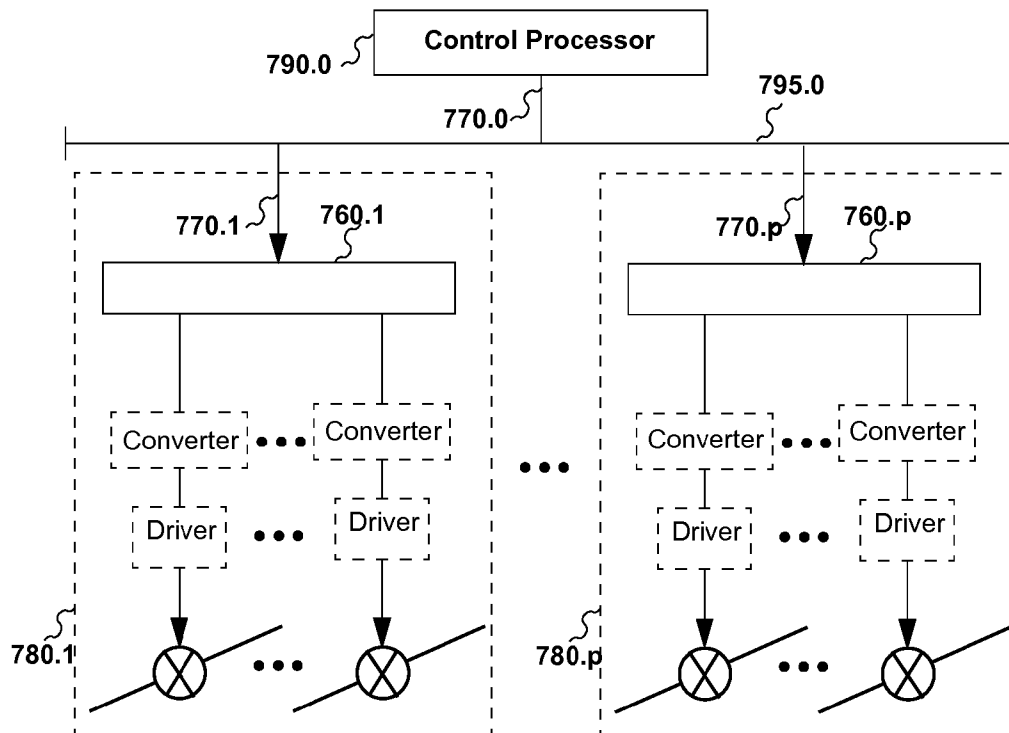 Control Processor
790.0
770.0
795.0
770.1
760.1
770.p
760.p
Converter
Converter
Converter
Converter
Driver
Driver
Driver
Driver
780.1
780.p